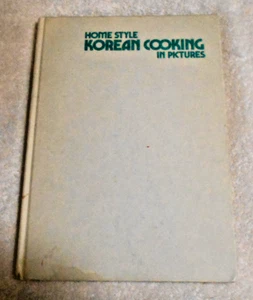 HOME STYLE
KOREAN COOKING
IN PICTURES